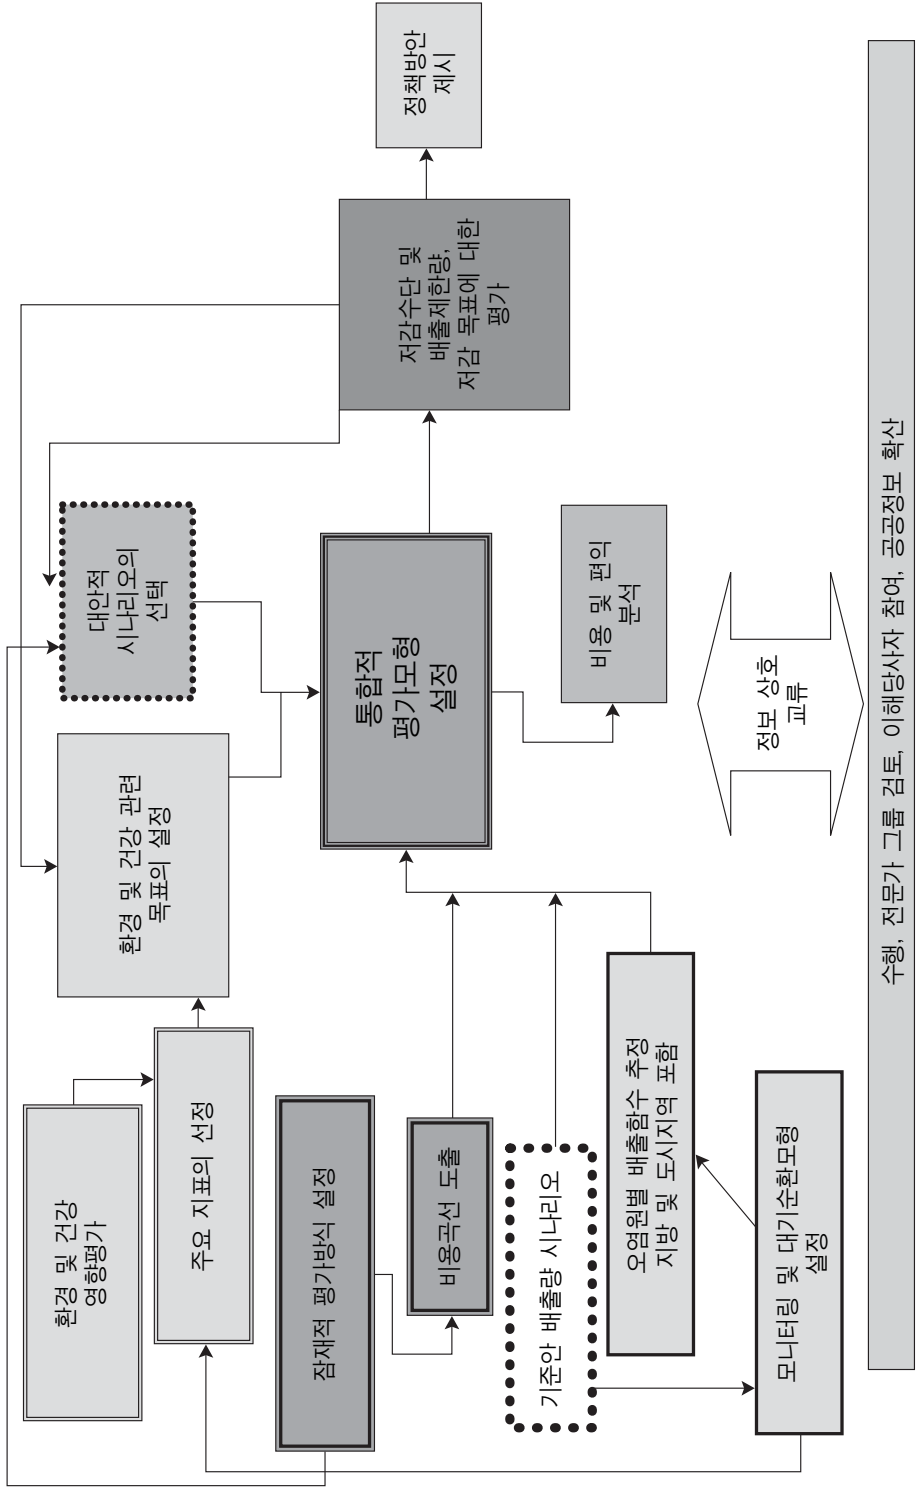 환경 및 건강
영향평가
주요 지표의 선정
환경 및 건강 관련
목표의 설정
대안적
시나리오의
선택
잠재적 평가방식 설정
비용곡선 도출
기준안 배출량 시나리오
오염원별 배출함수 추정
지방 및 도시지역 포함
모니터링 및 대기순환모형
설정
통합적
평가모형
설정
비용 및 편익
분석
저감수단 및
배출제한량,
저감 목표에 대한
평가
정책방안
제시
정보 상호
교류
수행, 전문가 그룹 검토, 이해당사자 참여, 공공정보 확산